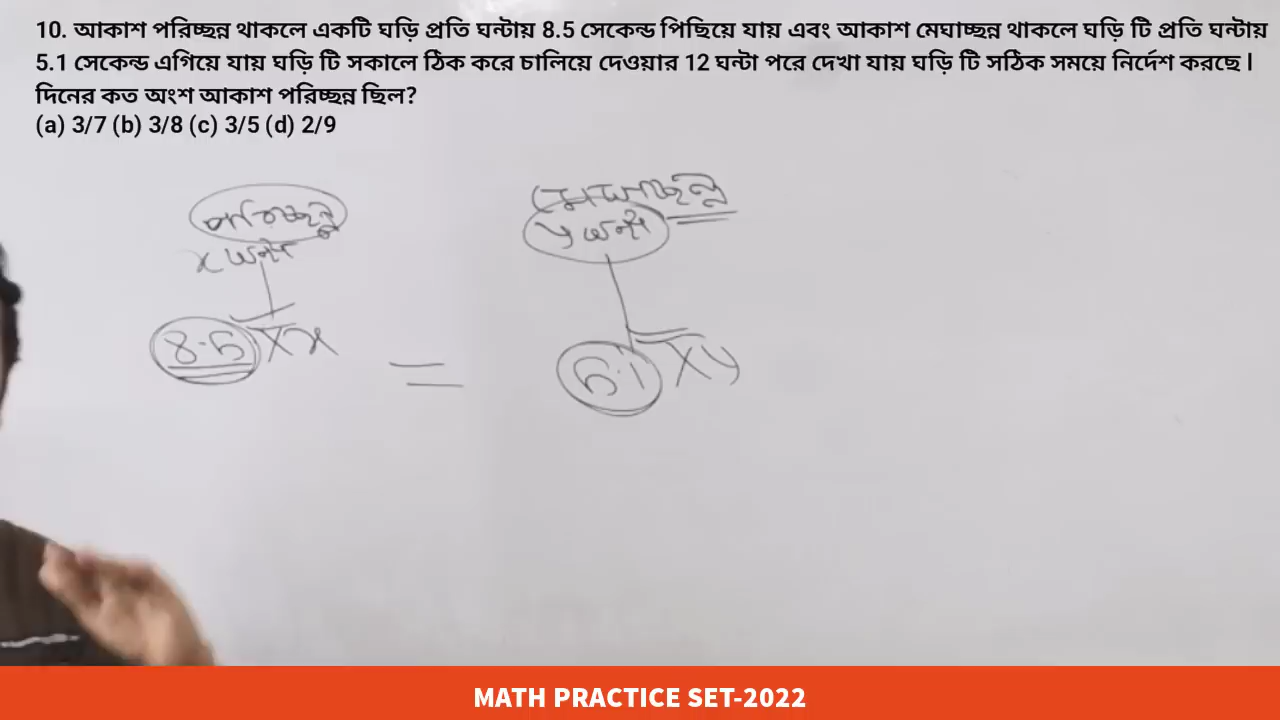 10. আকাশ পরিচ্ছন্ন থাকলে একটি ঘড়ি প্রতি ঘন্টায় 8.5 সেকেন্ড পিছিয়ে যায় এবং আকাশ মেঘাচ্ছন্ন থাকলে ঘড়ি টি প্রতি ঘন্টায়
5.1 সেকেন্ড এগিয়ে যায় ঘড়ি টি সকালে ঠিক করে চালিয়ে দেওয়ার 12 ঘন্টা পরে দেখা যায় ঘড়ি টি সঠিক সময়ে নির্দেশ করছে l
দিনের কত অংশ আকাশ পরিচ্ছন্ন ছিল?
(a) 3/7 (b) 3/8 (c) 3/5 (d) 2/9
পরিচ্ছন্ন মেঘাচ্ছন্ন
x ঘন্টা y ঘন্টা
8.5 × x = 5.1 × y
MATH PRACTICE SET-2022